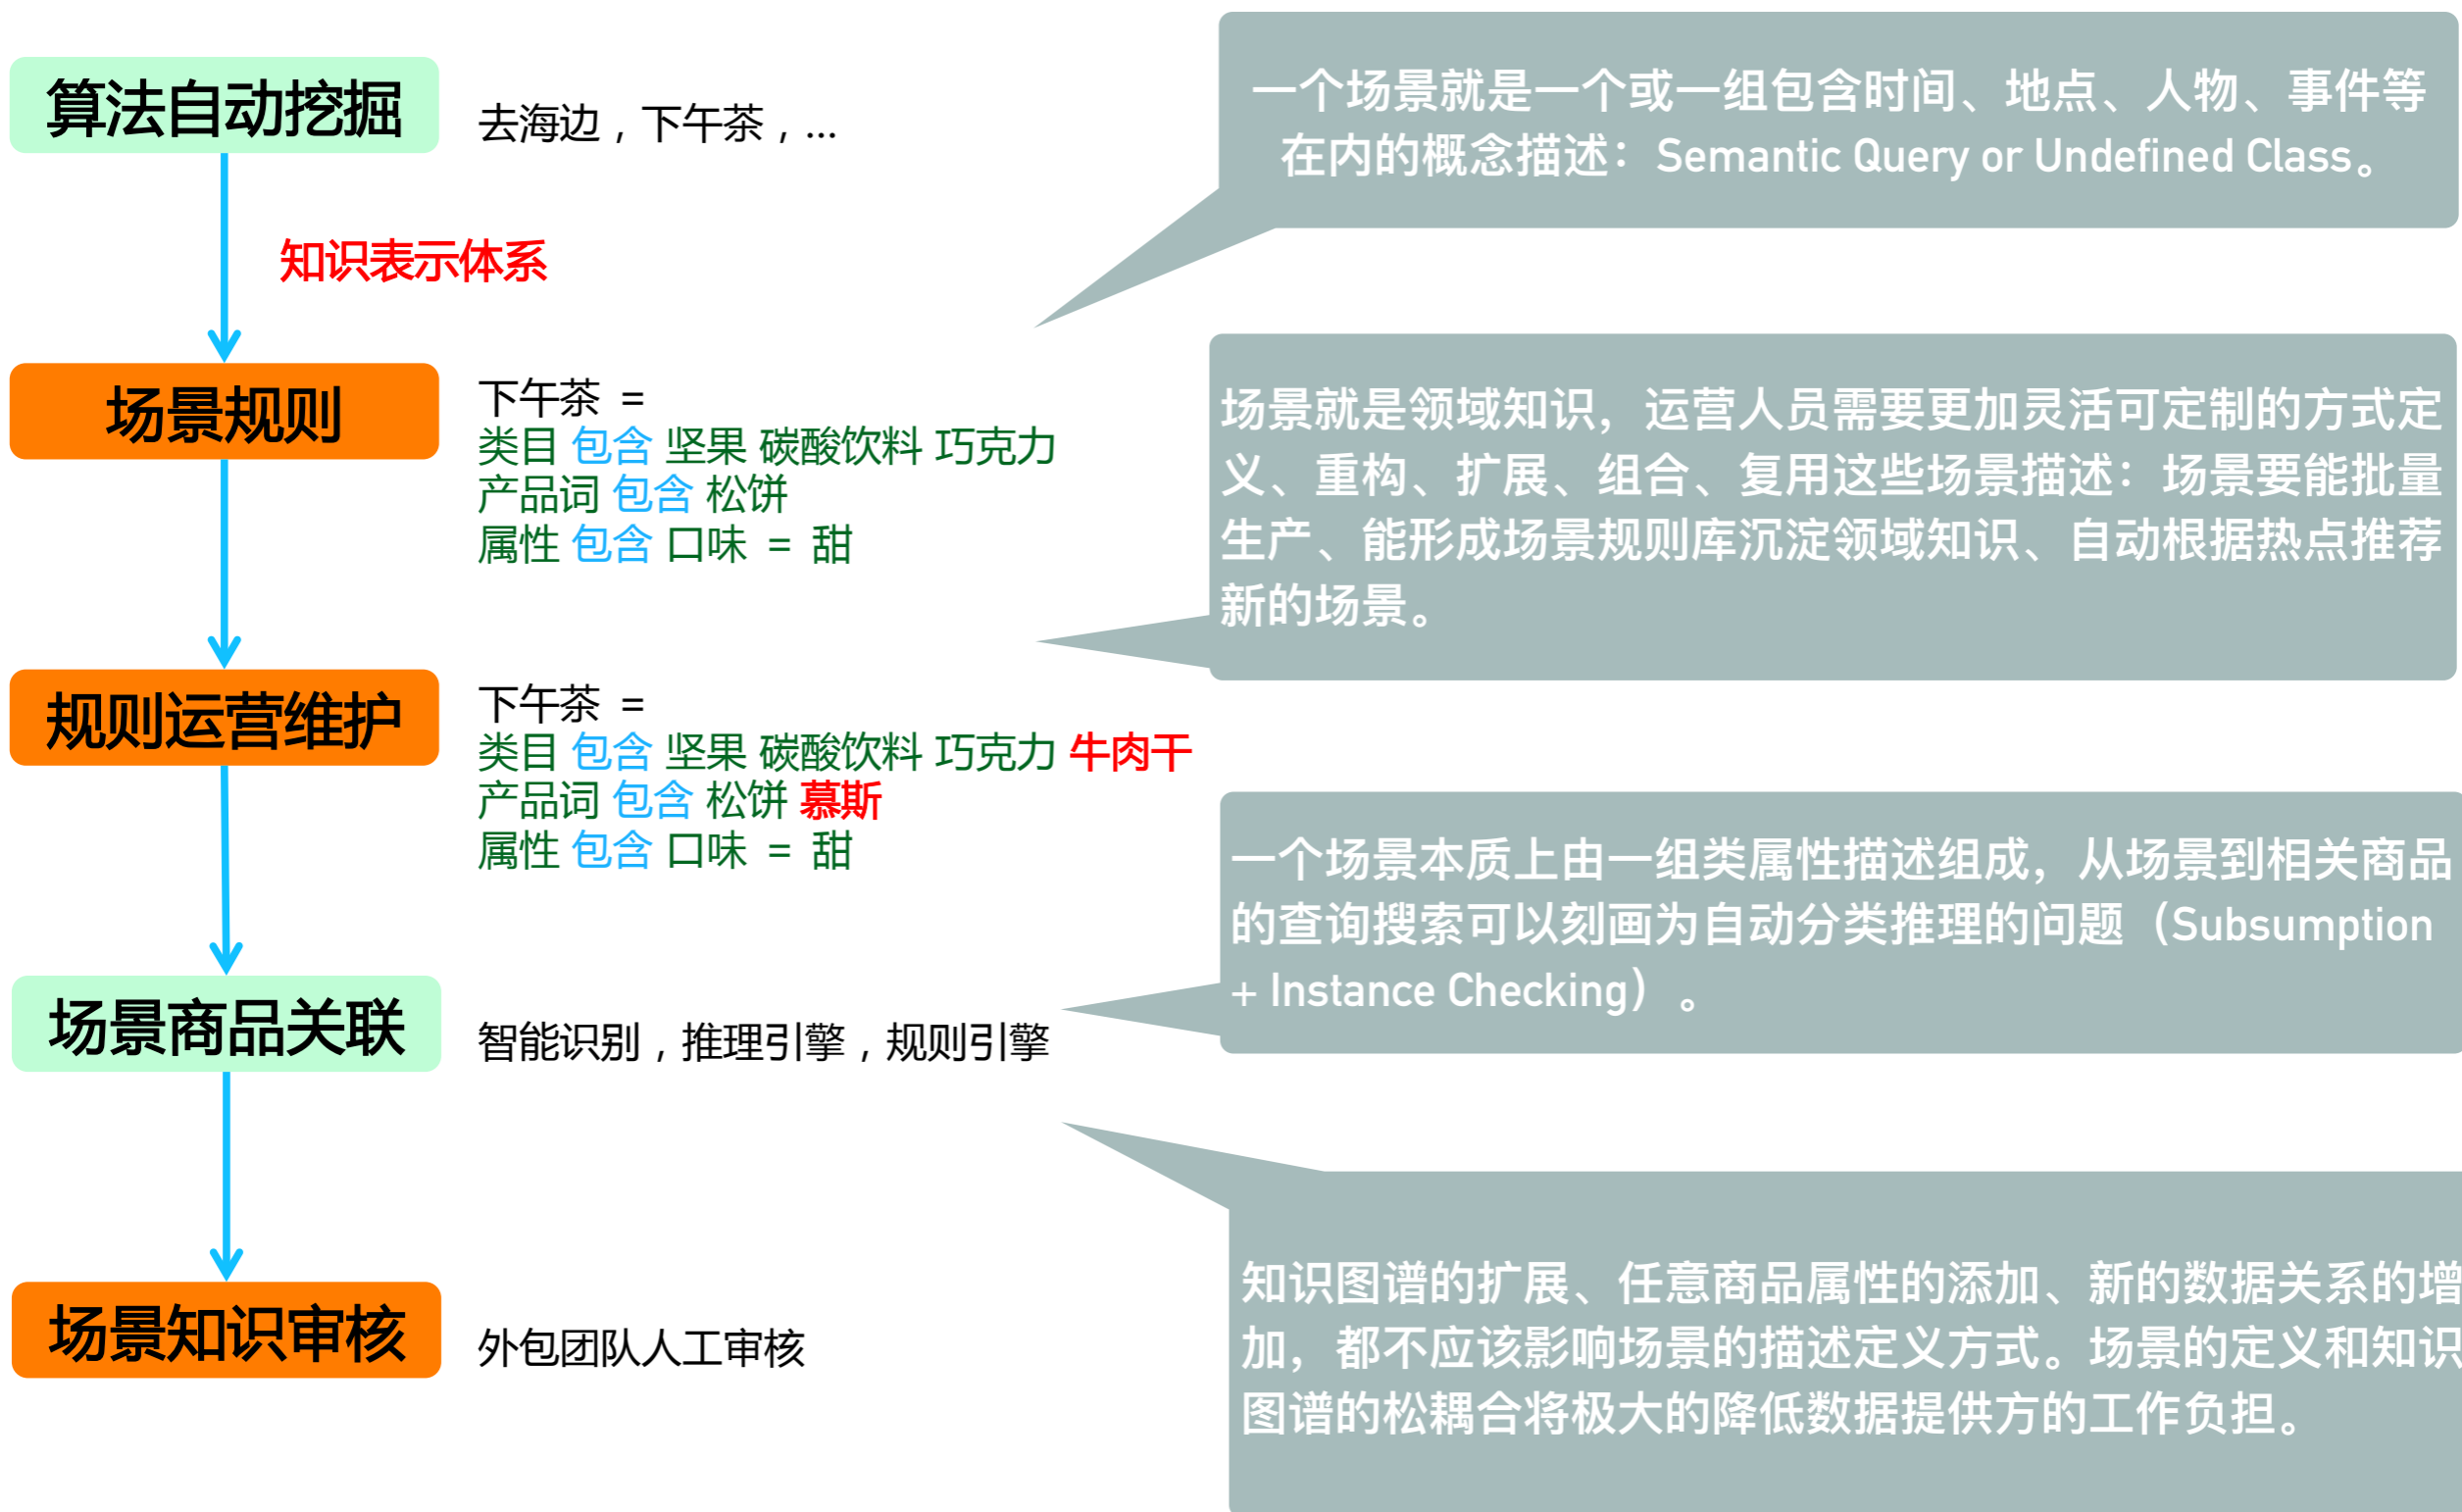 算法自动挖掘
去海边，下午茶，...
知识表示体系
场景规则
下午茶 =
类目 包含 坚果 碳酸饮料 巧克力
产品词 包含 松饼
属性 包含 口味 = 甜
规则运营维护
下午茶 =
类目 包含 坚果 碳酸饮料 巧克力 牛肉干
产品词 包含 松饼 慕斯
属性 包含 口味 = 甜
场景商品关联
智能识别，推理引擎，规则引擎
场景知识审核
外包团队人工审核
一个场景就是一个或一组包含时间、地点、人物、事件等
在内的概念描述：Semantic Query or Undefined Class。
场景就是领域知识，运营人员需要更加灵活可定制的方式定
义、重构、扩展、组合、复用这些场景描述：场景要能批量
生产、能形成场景规则库沉淀领域知识、自动根据热点推荐
新的场景。
一个场景本质上由一组类属性描述组成，从场景到相关商品
的查询搜索可以刻画为自动分类推理的问题（Subsumption
+ Instance Checking）。
知识图谱的扩展、任意商品属性的添加、新的数据关系的增
加，都不应该影响场景的描述定义方式。场景的定义和知识
图谱的松耦合将极大的降低数据提供方的工作负担。